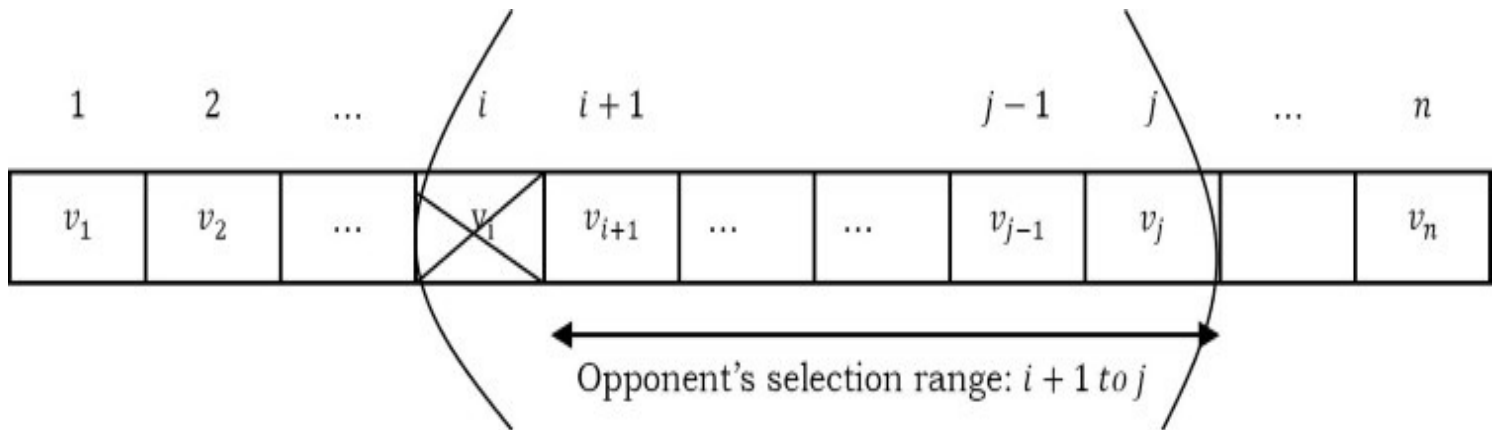 1 2 ... i i + 1 j − 1 j ... n
v₁ v₂ ... vᵢ vᵢ₊₁ ... ... vⱼ₋₁ vⱼ vₙ
Opponent’s selection range: i + 1 to j